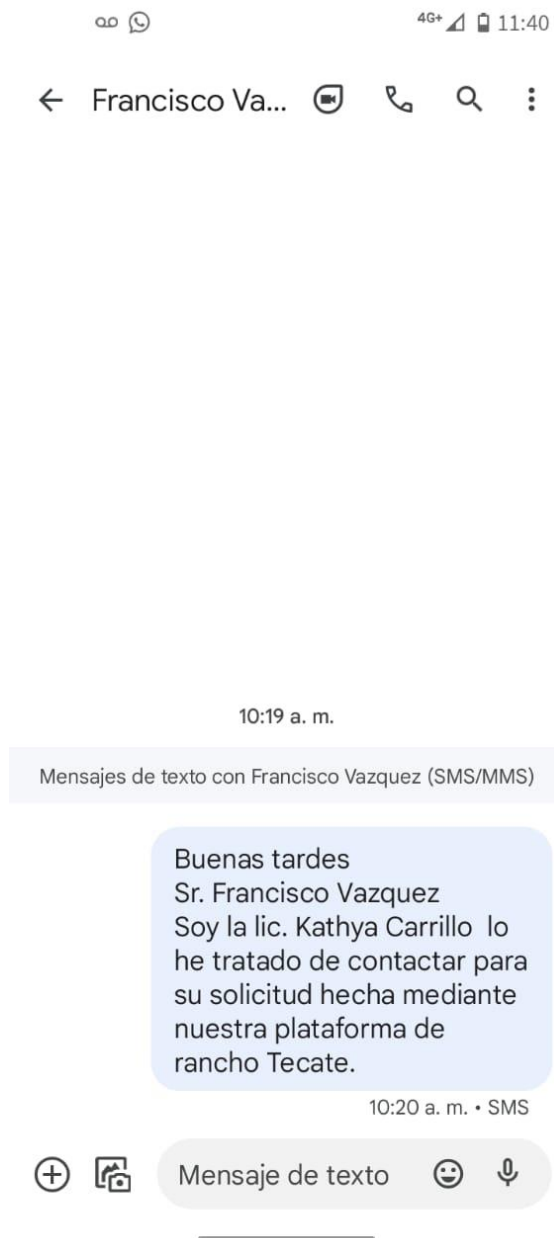 4G+ 11:40
Francisco Va...
10:19 a. m.
Mensajes de texto con Francisco Vazquez (SMS/MMS)
Buenas tardes
Sr. Francisco Vazquez
Soy la lic. Kathya Carrillo  lo
he tratado de contactar para
su solicitud hecha mediante
nuestra plataforma de
rancho Tecate.
10:20 a. m. • SMS
Mensaje de texto